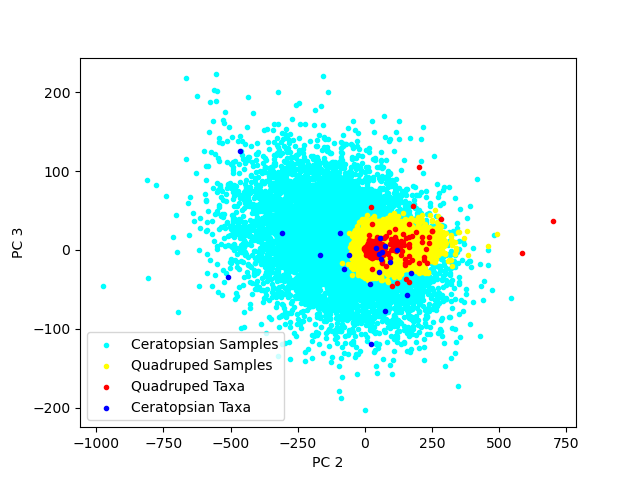 200
100
0
−100
−200
PC 3
Ceratopsian Samples
Quadruped Samples
Quadruped Taxa
Ceratopsian Taxa
−1000 −750 −500 −250 0 250 500 750
PC 2